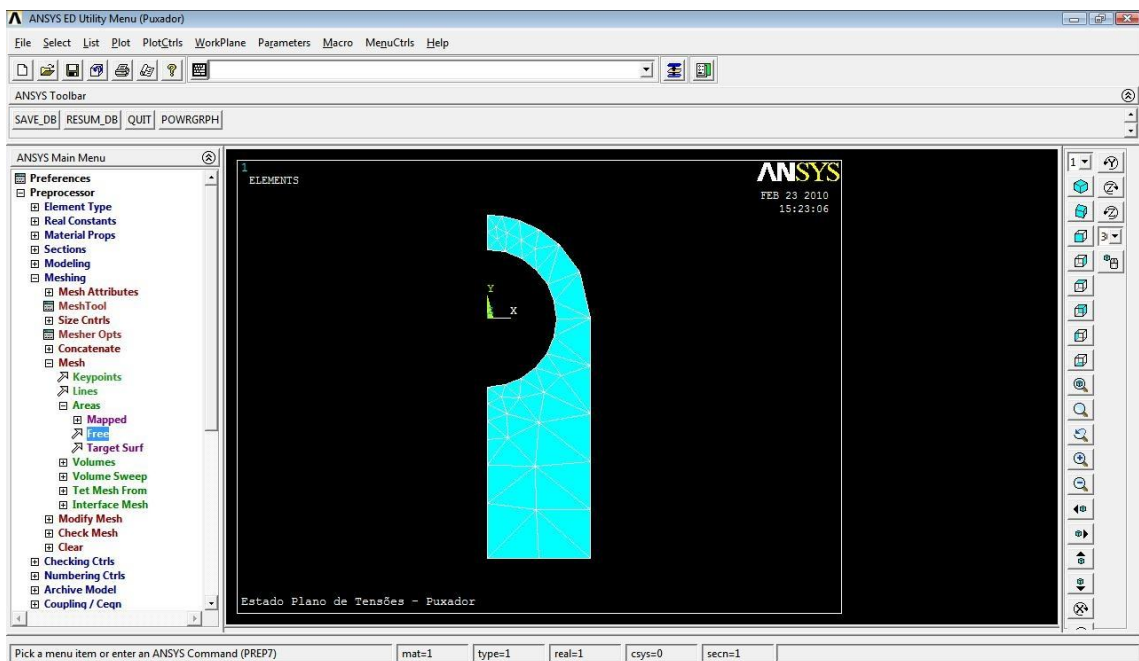 ANSYS ED Utility Menu (Puxador)
File Select List Plot PlotCtrls WorkPlane Parameters Macro MenuCtrls Help
ANSYS Toolbar
SAVE_DB RESUM_DB QUIT POWRGRPH
ANSYS Main Menu
Preferences
Preprocessor
Element Type
Real Constants
Material Props
Sections
Modeling
Meshing
Mesh Attributes
MeshTool
Size Cntrls
Mesher Opts
Concatenate
Mesh
Keypoints
Lines
Areas
Mapped
Free
Target Surf
Volumes
Volume Sweep
Tet Mesh From
Interface Mesh
Modify Mesh
Check Mesh
Clear
Checking Ctrls
Numbering Ctrls
Archive Model
Coupling / Ceqn
1
ELEMENTS
ANSYS
FEB 23 2010
15:23:06
Y
X
Estado Plano de Tensões - Puxador
1
Pick a menu item or enter an ANSYS Command (PREP7) mat=1 type=1 real=1 csys=0 secn=1